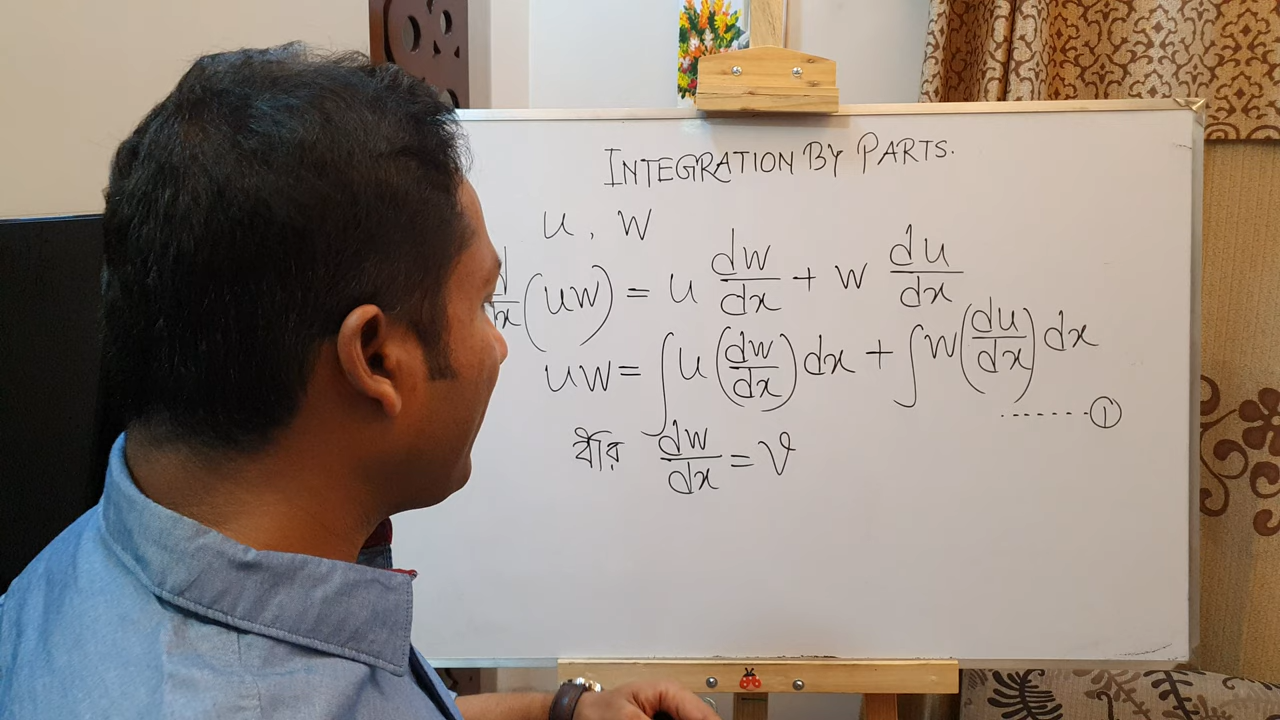 INTEGRATION BY PARTS.
u, w
d/dx (uw) = u dw/dx + w du/dx
uw = ∫ u (dw/dx) dx + ∫ w (du/dx) dx
....... ①
ধরি dw/dx = v